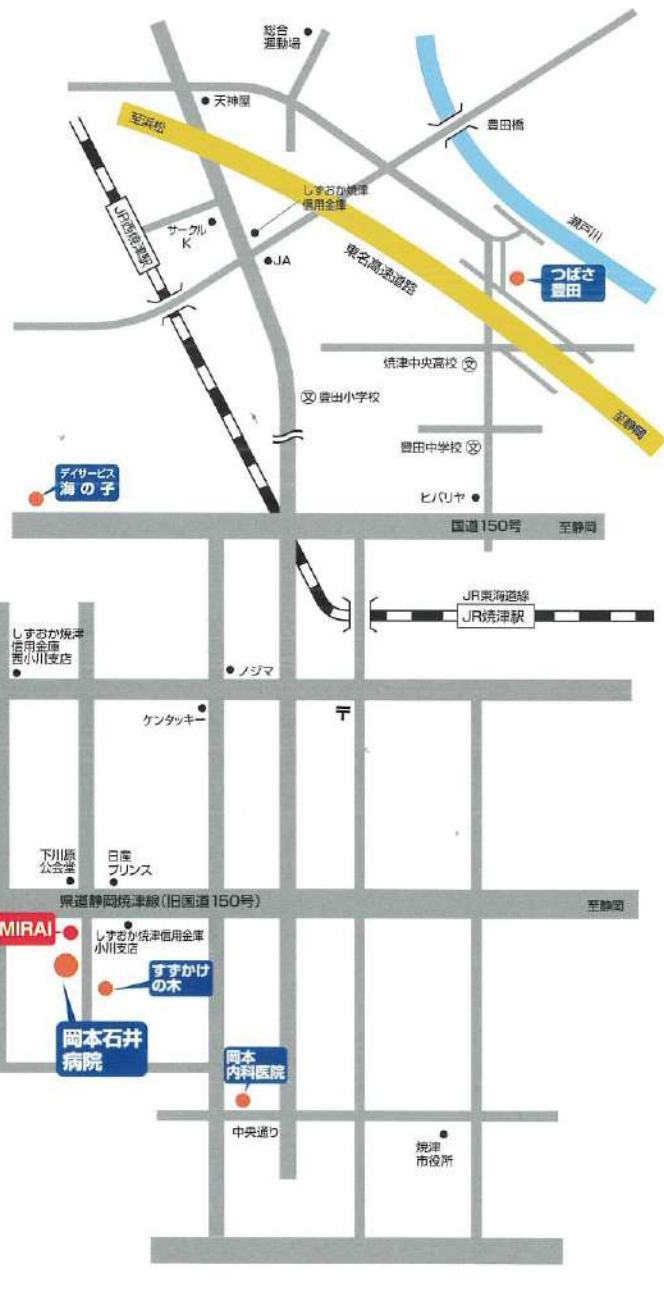 総合
運動場
天神屋
至浜松
豊田橋
しずおか焼津
信用金庫
JR西焼津駅
サークル
K
瀬戸川
JA
東名高速道路
つばさ
豊田
焼津中央高校 文
文 豊田小学校
至静岡
豊田中学校 文
デイサービス
海の子
ヒバリヤ
国道150号
至静岡
JR東海道線
JR焼津駅
しずおか焼津
信用金庫
西小川支店
ノジマ
ケンタッキー
〒
下川原
公会堂
日産
プリンス
県道静岡焼津線(旧国道150号)
至静岡
MIRAI
しずおか焼津信用金庫
小川支店
すずかけ
の木
岡本石井
病院
岡本
内科医院
中央通り
焼津
市役所